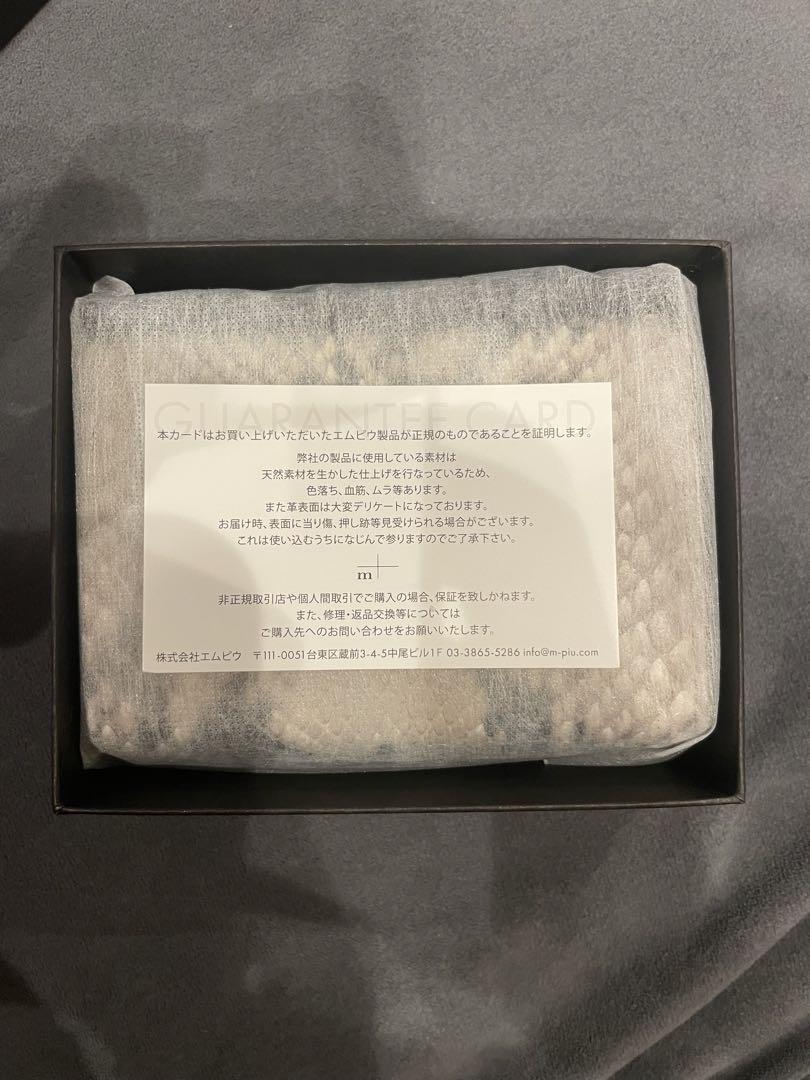 GUARANTEE CARD
本カードはお買い上げいただいたエムピウ製品が正規のものであることを証明します。
弊社の製品に使用している素材は
天然素材を生かした仕上げを行なっているため、
色落ち、血筋、ムラ等あります。
また革表面は大変デリケートになっております。
お届け時、表面に当り傷、押し跡等見受けられる場合がございます。
これは使い込むうちになじんで参りますのでご了承下さい。
m+
非正規取引店や個人間取引でご購入の場合、保証を致しかねます。
また、修理・返品交換等については
ご購入先へのお問い合わせをお願いいたします。
株式会社エムピウ 〒111-0051台東区蔵前3-4-5中尾ビル1F 03-3865-5286 info@m-piu.com